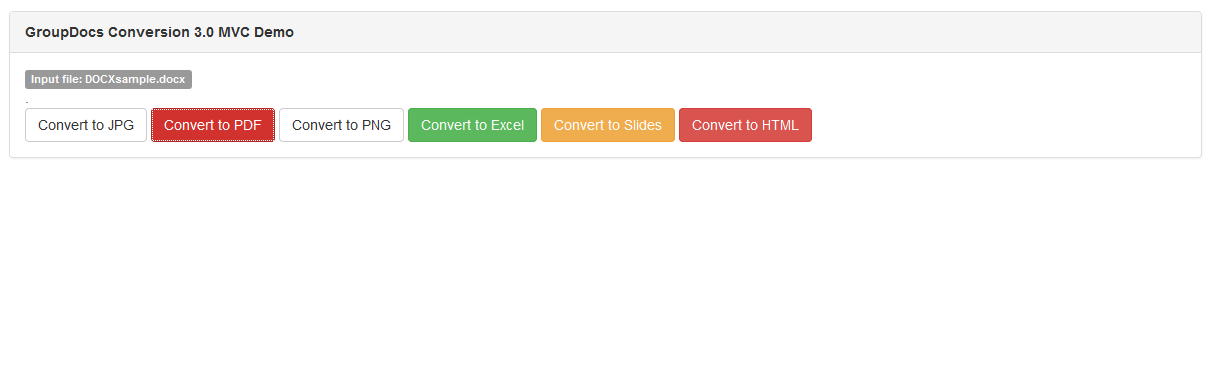 GroupDocs Conversion 3.0 MVC Demo
Input file: DOCXsample.docx
.
Convert to JPG Convert to PDF Convert to PNG Convert to Excel Convert to Slides Convert to HTML